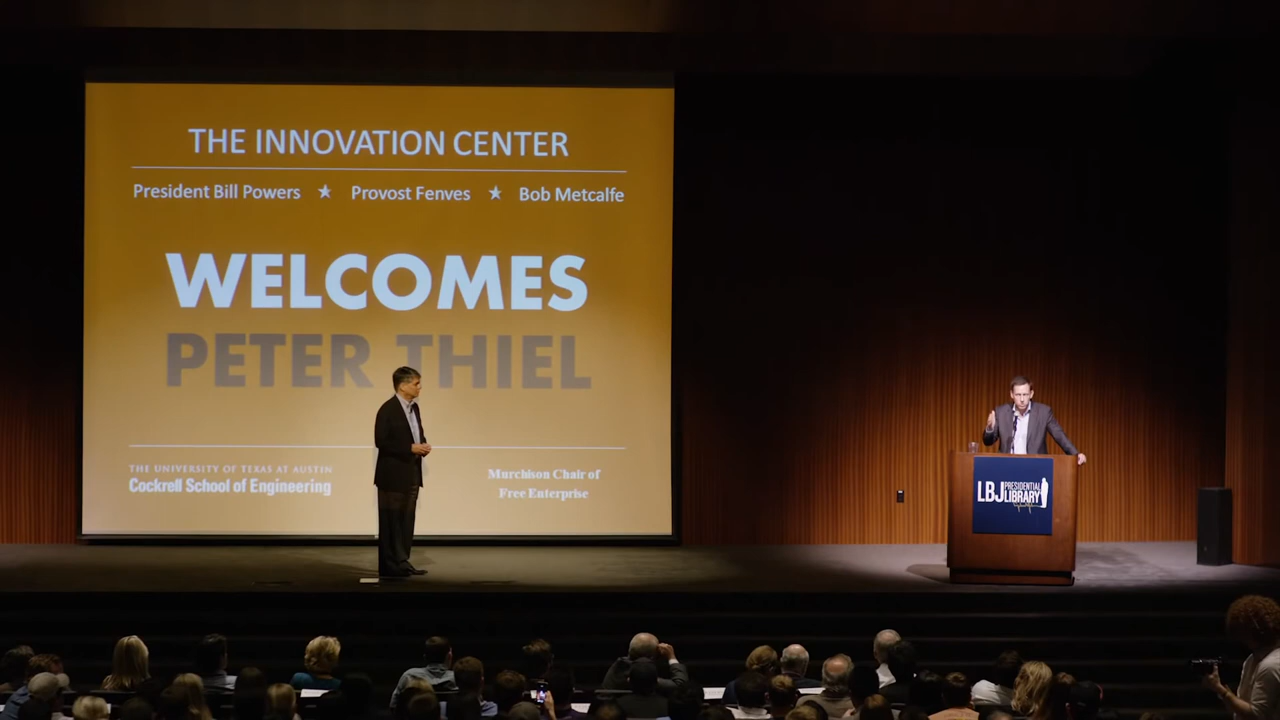 THE INNOVATION CENTER
President Bill Powers ★ Provost Fenves ★ Bob Metcalfe
WELCOMES
PETER THIEL
THE UNIVERSITY OF TEXAS AT AUSTIN
Cockrell School of Engineering
Murchison Chair of
Free Enterprise
LBJ PRESIDENTIAL
LIBRARY